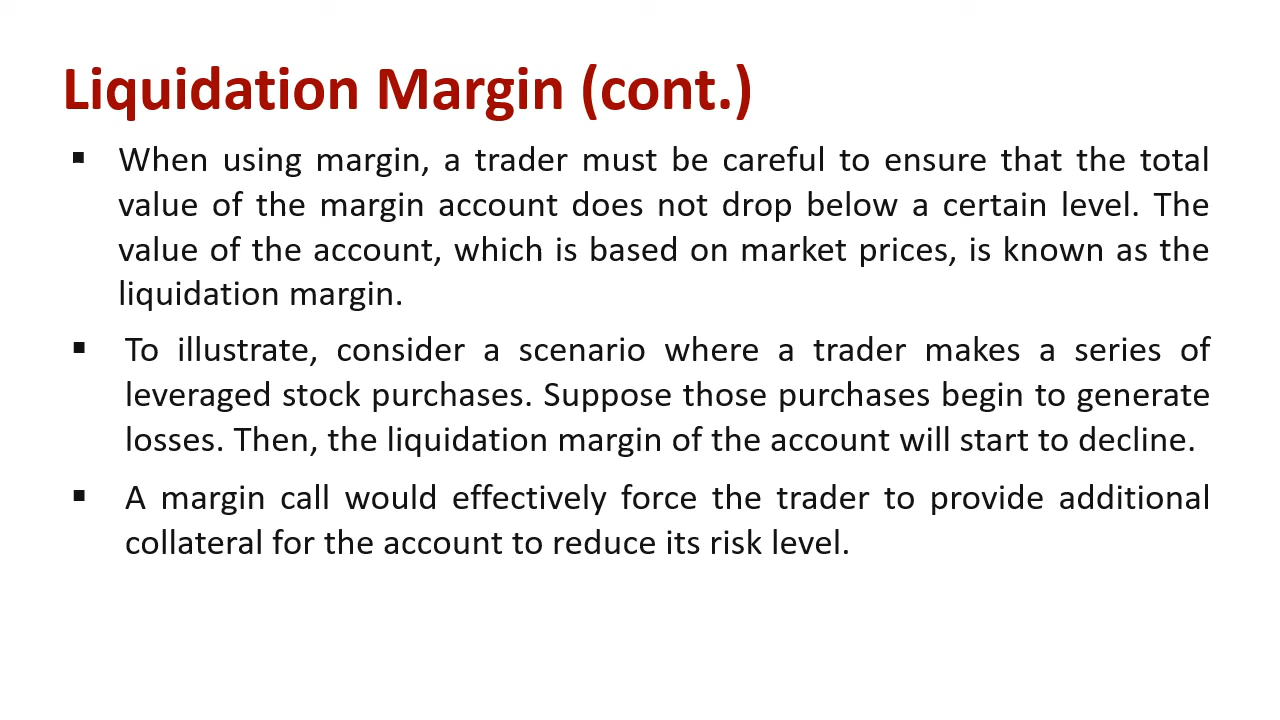 Liquidation Margin (cont.)
▪ When using margin, a trader must be careful to ensure that the total
value of the margin account does not drop below a certain level. The
value of the account, which is based on market prices, is known as the
liquidation margin.
▪ To illustrate, consider a scenario where a trader makes a series of
leveraged stock purchases. Suppose those purchases begin to generate
losses. Then, the liquidation margin of the account will start to decline.
▪ A margin call would effectively force the trader to provide additional
collateral for the account to reduce its risk level.